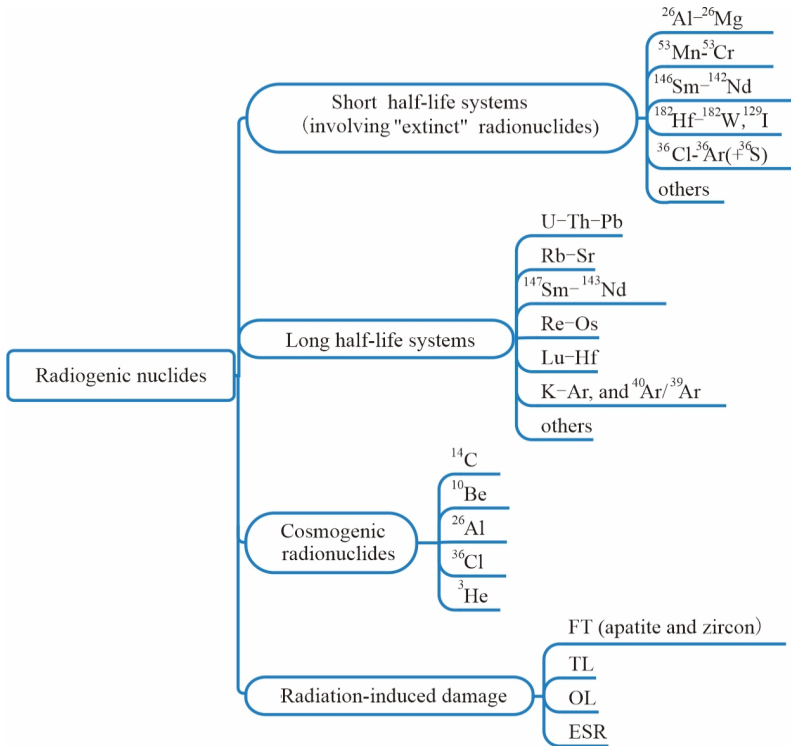 Radiogenic nuclides
Short half-life systems
(involving "extinct" radionuclides)
²⁶Al-²⁶Mg
⁵³Mn-⁵³Cr
¹⁴⁶Sm-¹⁴²Nd
¹⁸²Hf-¹⁸²W, ¹²⁹I
³⁶Cl-³⁶Ar(+³⁶S)
others
Long half-life systems
U-Th-Pb
Rb-Sr
¹⁴⁷Sm-¹⁴³Nd
Re-Os
Lu-Hf
K-Ar, and ⁴⁰Ar/³⁹Ar
others
Cosmogenic
radionuclides
¹⁴C
¹⁰Be
²⁶Al
³⁶Cl
³He
Radiation-induced damage
FT (apatite and zircon)
TL
OL
ESR